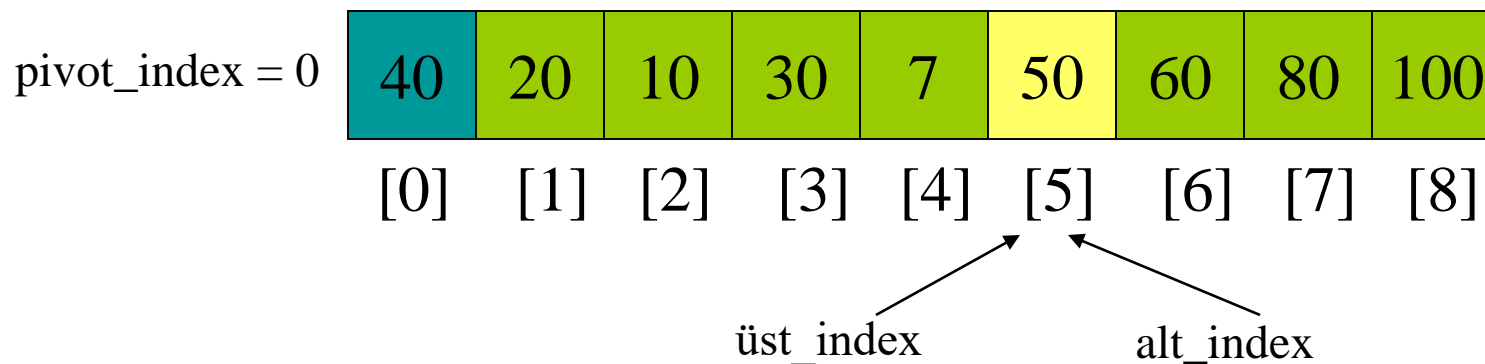 pivot_index = 0 40 20 10 30 7 50 60 80 100
[0] [1] [2] [3] [4] [5] [6] [7] [8]
üst_index alt_index